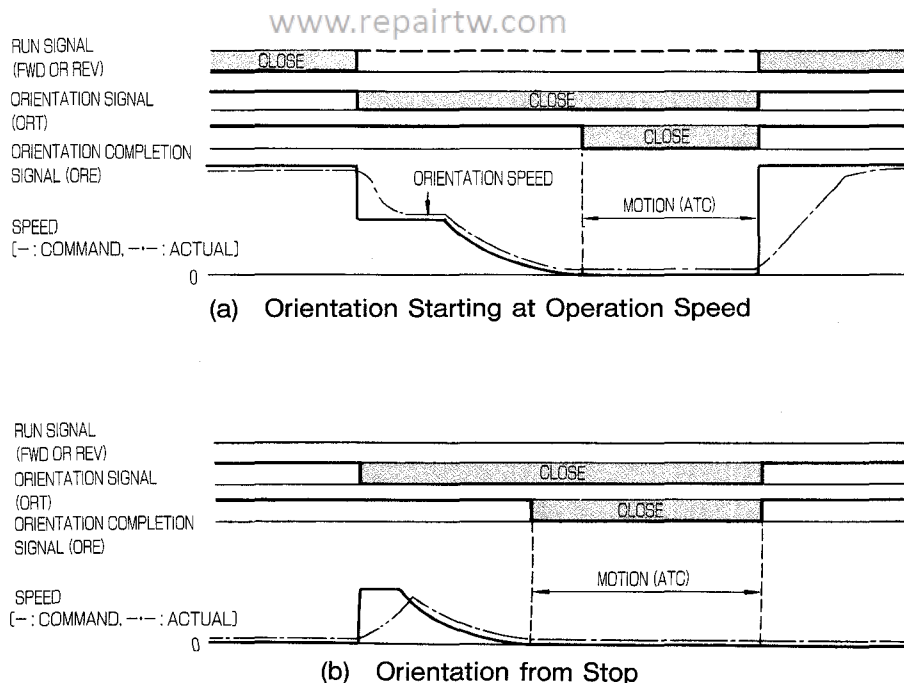 www.repairtw.com
RUN SIGNAL
(FWD OR REV)
CLOSE
ORIENTATION SIGNAL
(ORT)
CLOSE
ORIENTATION COMPLETION
SIGNAL (ORE)
CLOSE
ORIENTATION SPEED
MOTION (ATC)
SPEED
[—: COMMAND, —·—: ACTUAL]
0
(a) Orientation Starting at Operation Speed
RUN SIGNAL
(FWD OR REV)
ORIENTATION SIGNAL
(ORT)
CLOSE
ORIENTATION COMPLETION
SIGNAL (ORE)
CLOSE
MOTION (ATC)
SPEED
[—: COMMAND, —·—: ACTUAL]
0
(b) Orientation from Stop